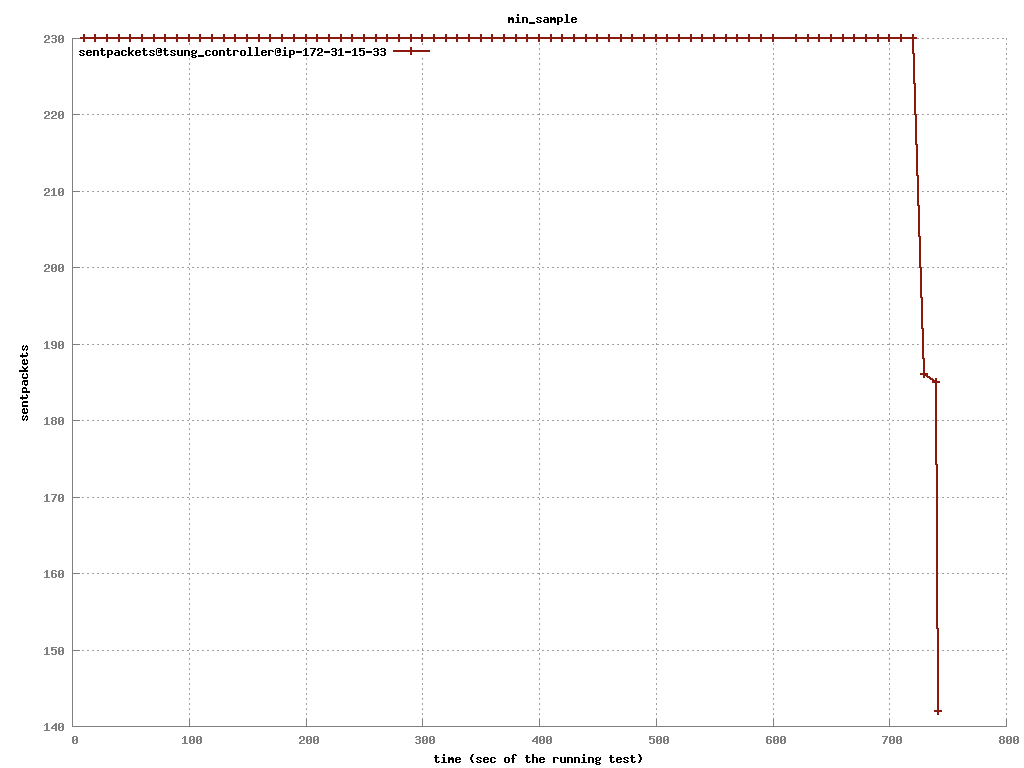 min_sample
230
sentpackets@tsung_controller@ip-172-31-15-33
220
210
200
190
sentpackets
180
170
160
150
140
0 100 200 300 400 500 600 700 800
time (sec of the running test)